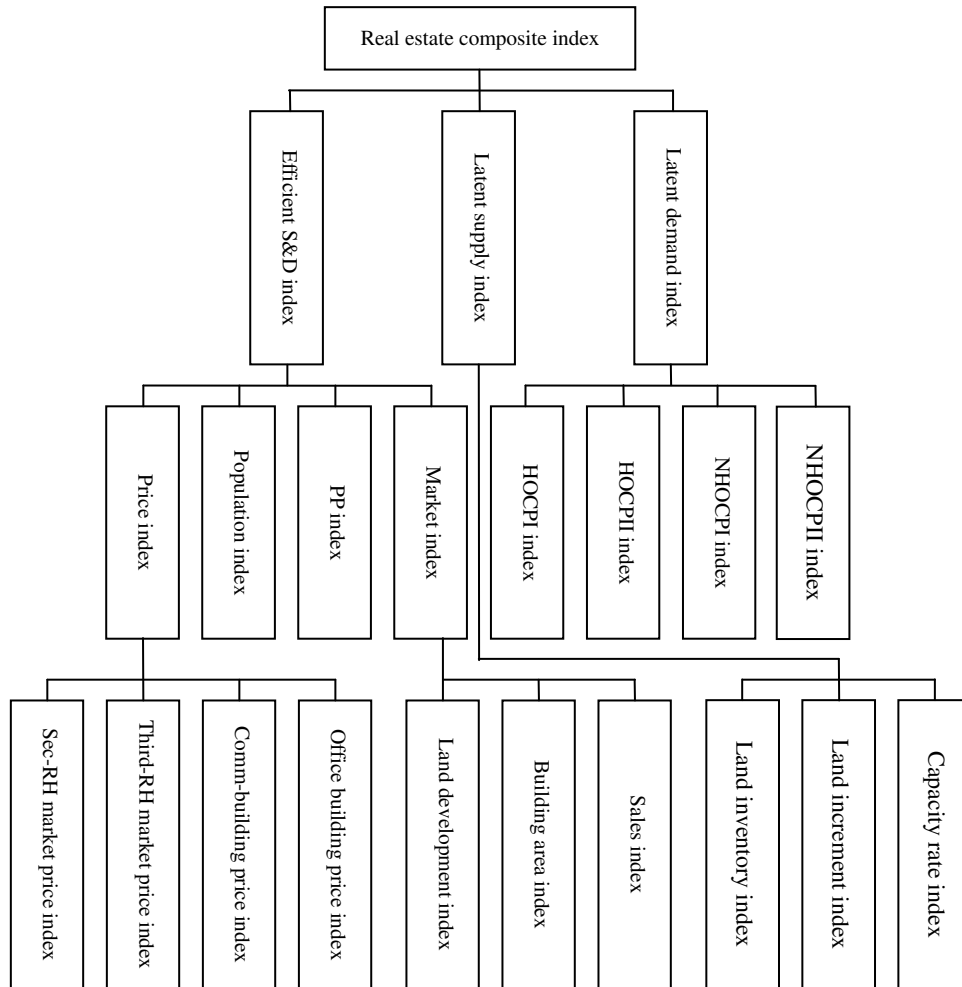 Real estate composite index
Efficient S&D index
Latent supply index
Latent demand index
Price index
Population index
PP index
Market index
HOCPI index
HOCPII index
NHOCPI index
NHOCPII index
Sec-RH market price index
Third-RH market price index
Comm-building price index
Office building price index
Land development index
Building area index
Sales index
Land inventory index
Land increment index
Capacity rate index